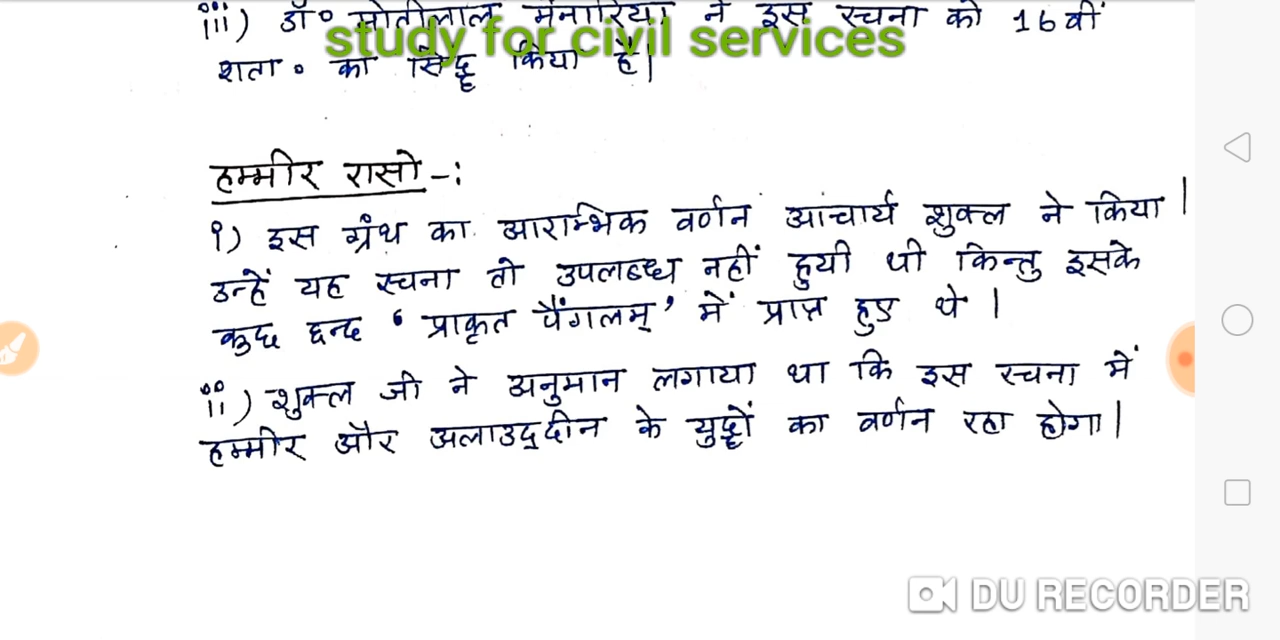 iii) डॉ० मोतीलाल मेनारिया ने इस रचना को 16वीं
study for civil services
शता० का सिद्ध किया है|
हम्मीर रासो-:
१) इस ग्रंथ का आरम्भिक वर्णन आचार्य शुक्ल ने किया|
उन्हें यह रचना तो उपलब्ध नहीं हुयी थी किन्तु इसके
कुछ छन्द ‘प्राकृत पैंगलम्’ में प्राप्त हुए थे|
ii) शुक्ल जी ने अनुमान लगाया था कि इस रचना में
हम्मीर और अलाउद्दीन के युद्धों का वर्णन रहा होगा|
DU RECORDER